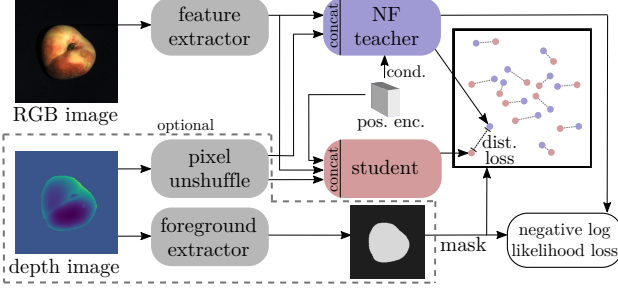 feature
extractor
concat
NF
teacher
RGB image
cond.
pos. enc.
optional
pixel
unshuffle
concat
student
dist.
loss
foreground
extractor
depth image
mask
negative log
likelihood loss